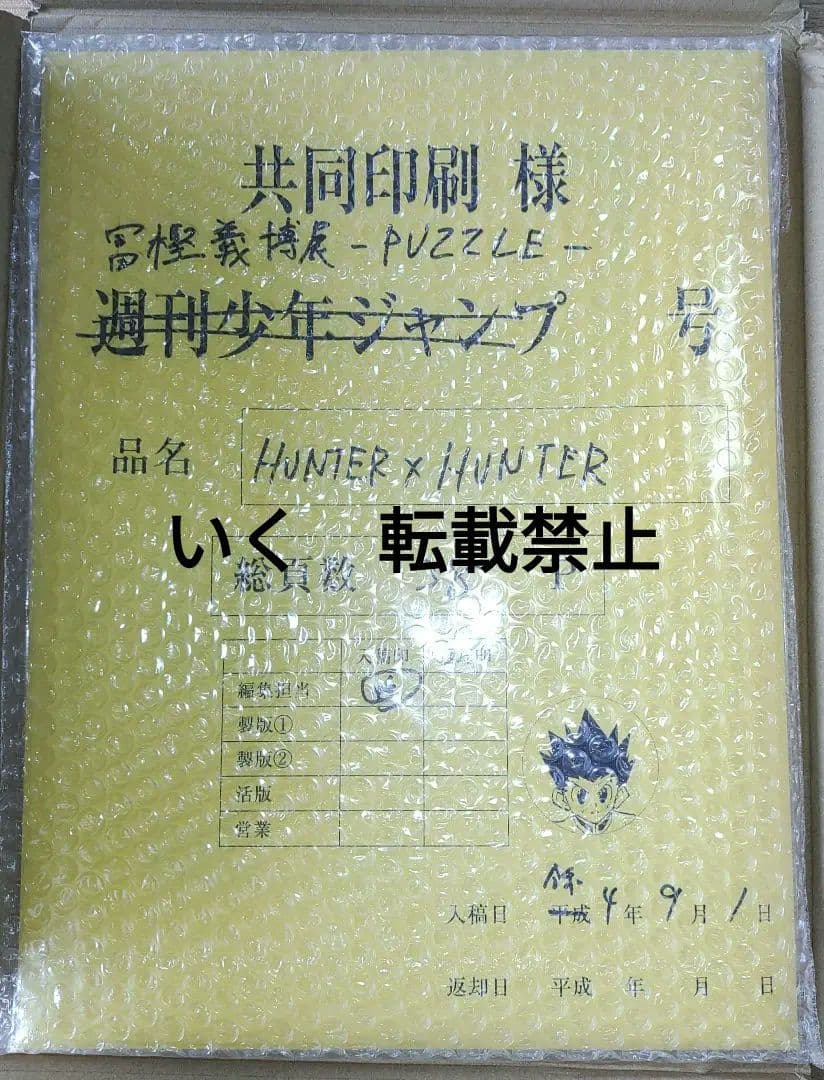 共同印刷 様
冨樫義博展 -PUZZLE-
週刊少年ジャンプ 号
品名 HUNTER×HUNTER
いく 転載禁止
総頁数 P
入稿印
編集担当
製版①
製版②
活版
営業
入稿日 平成 4年 9月 1日
返却日 平成 年 月 日